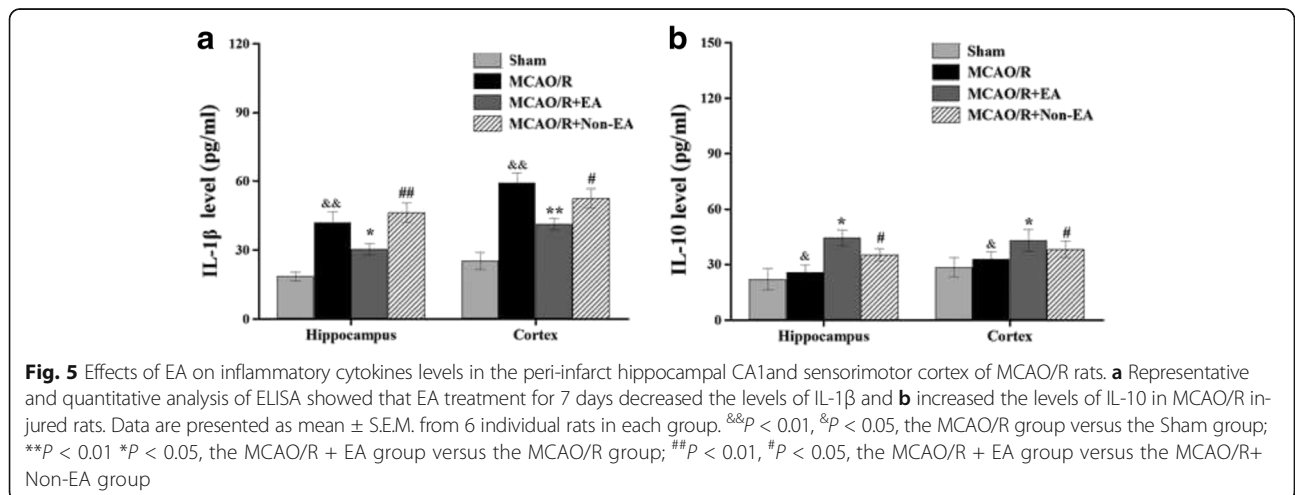 a
120
90
60
30
0
IL-1β level (pg/ml)
Sham
MCAO/R
MCAO/R+EA
MCAO/R+Non-EA
&&
*
##
&&
**
#
Hippocampus
Cortex
b
150
120
90
60
30
0
IL-10 level (pg/ml)
Sham
MCAO/R
MCAO/R+EA
MCAO/R+Non-EA
&
*
#
&
*
#
Hippocampus
Cortex
Fig. 5 Effects of EA on inflammatory cytokines levels in the peri-infarct hippocampal CA1and sensorimotor cortex of MCAO/R rats. a Representative
and quantitative analysis of ELISA showed that EA treatment for 7 days decreased the levels of IL-1β and b increased the levels of IL-10 in MCAO/R in-
jured rats. Data are presented as mean ± S.E.M. from 6 individual rats in each group. &&P < 0.01, &P < 0.05, the MCAO/R group versus the Sham group;
**P < 0.01 *P < 0.05, the MCAO/R + EA group versus the MCAO/R group; ##P < 0.01, #P < 0.05, the MCAO/R + EA group versus the MCAO/R+
Non-EA group